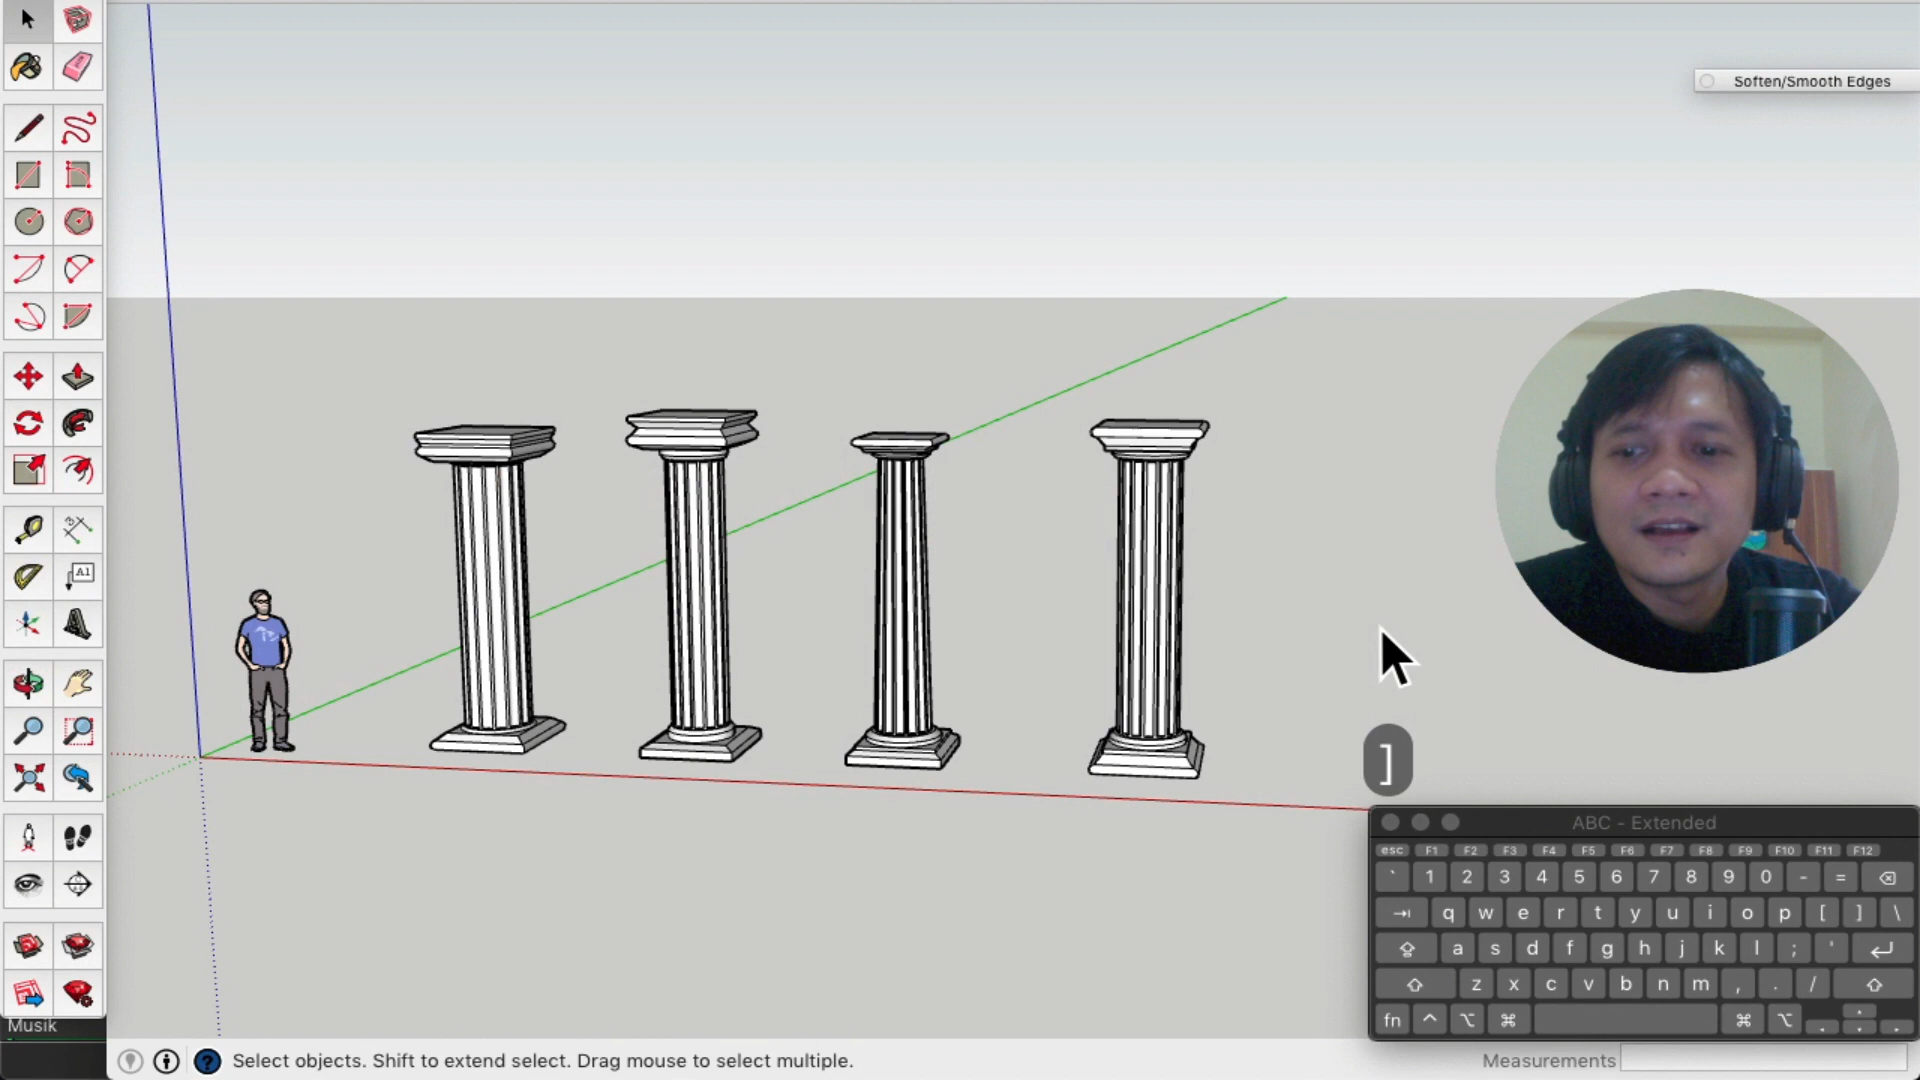 Soften/Smooth Edges
A1
]
ABC - Extended
esc F1 F2 F3 F4 F5 F6 F7 F8 F9 F10 F11 F12
` 1 2 3 4 5 6 7 8 9 0 - =
q w e r t y u i o p [ ] \
a s d f g h j k l ; '
z x c v b n m , . /
fn ^ ⌥ ⌘ ⌘ ⌥
Musik
Select objects. Shift to extend select. Drag mouse to select multiple.
Measurements